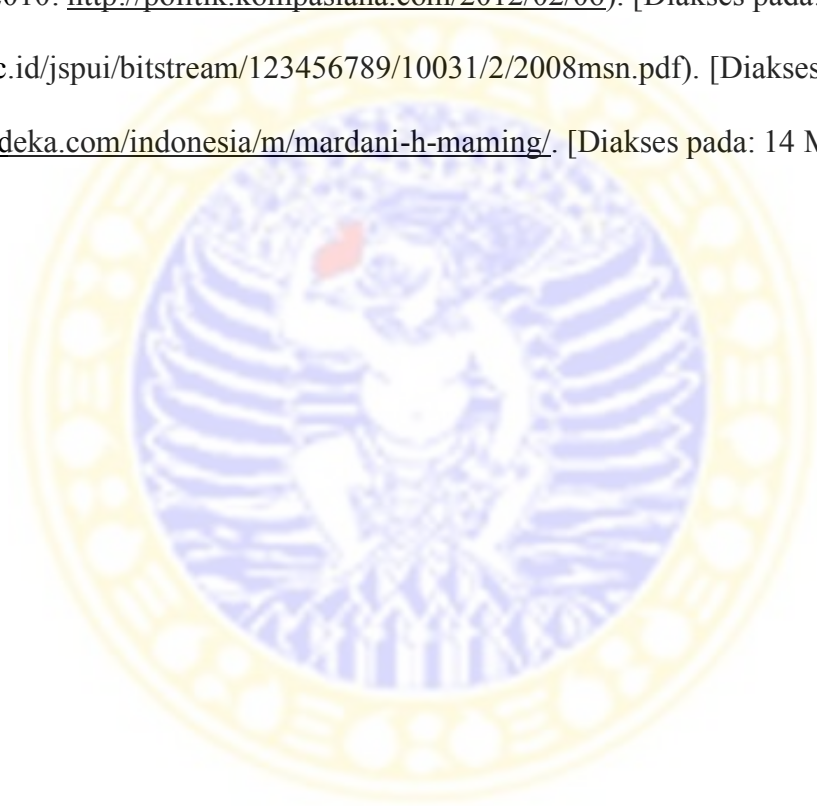 2010. http://politik.kompasiana.com/2012/02/06). [Diakses pada:
c.id/jspui/bitstream/123456789/10031/2/2008msn.pdf). [Diakses
deka.com/indonesia/m/mardani-h-maming/. [Diakses pada: 14 M